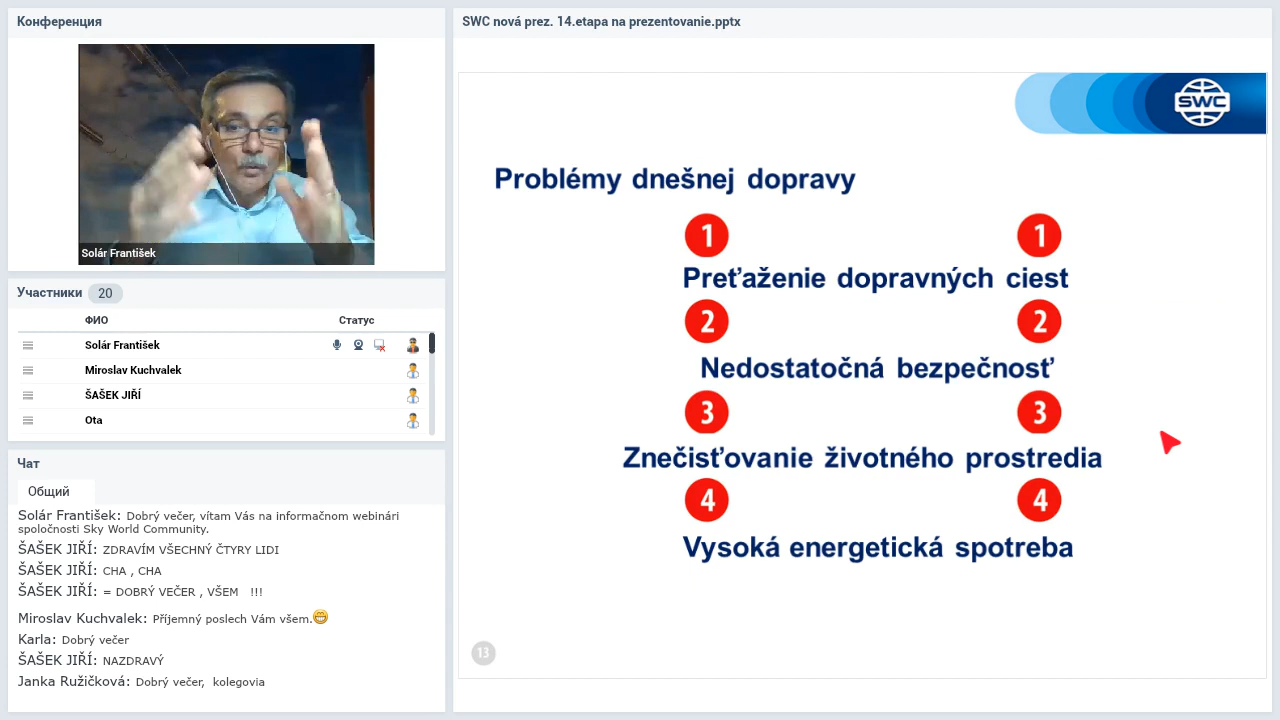 Конференция
Solár František
Участники 20
ФИО Статус
Solár František
Miroslav Kuchvalek
ŠAŠEK JIŘÍ
Ota
Чат
Общий
Solár František: Dobrý večer, vítam Vás na informačnom webinári
spoločnosti Sky World Community.
ŠAŠEK JIŘÍ: ZDRAVÍM VŠECHNÝ ČTYRY LIDI
ŠAŠEK JIŘÍ: CHA , CHA
ŠAŠEK JIŘÍ: = DOBRÝ VEČER , VŠEM !!!
Miroslav Kuchvalek: Příjemný poslech Vám všem.
Karla: Dobrý večer
ŠAŠEK JIŘÍ: NAZDRAVÝ
Janka Ružičková: Dobrý večer, kolegovia
SWC nová prez. 14.etapa na prezentovanie.pptx
SWC
Problémy dnešnej dopravy
1 1
Preťaženie dopravných ciest
2 2
Nedostatočná bezpečnosť
3 3
Znečisťovanie životného prostredia
4 4
Vysoká energetická spotreba
13